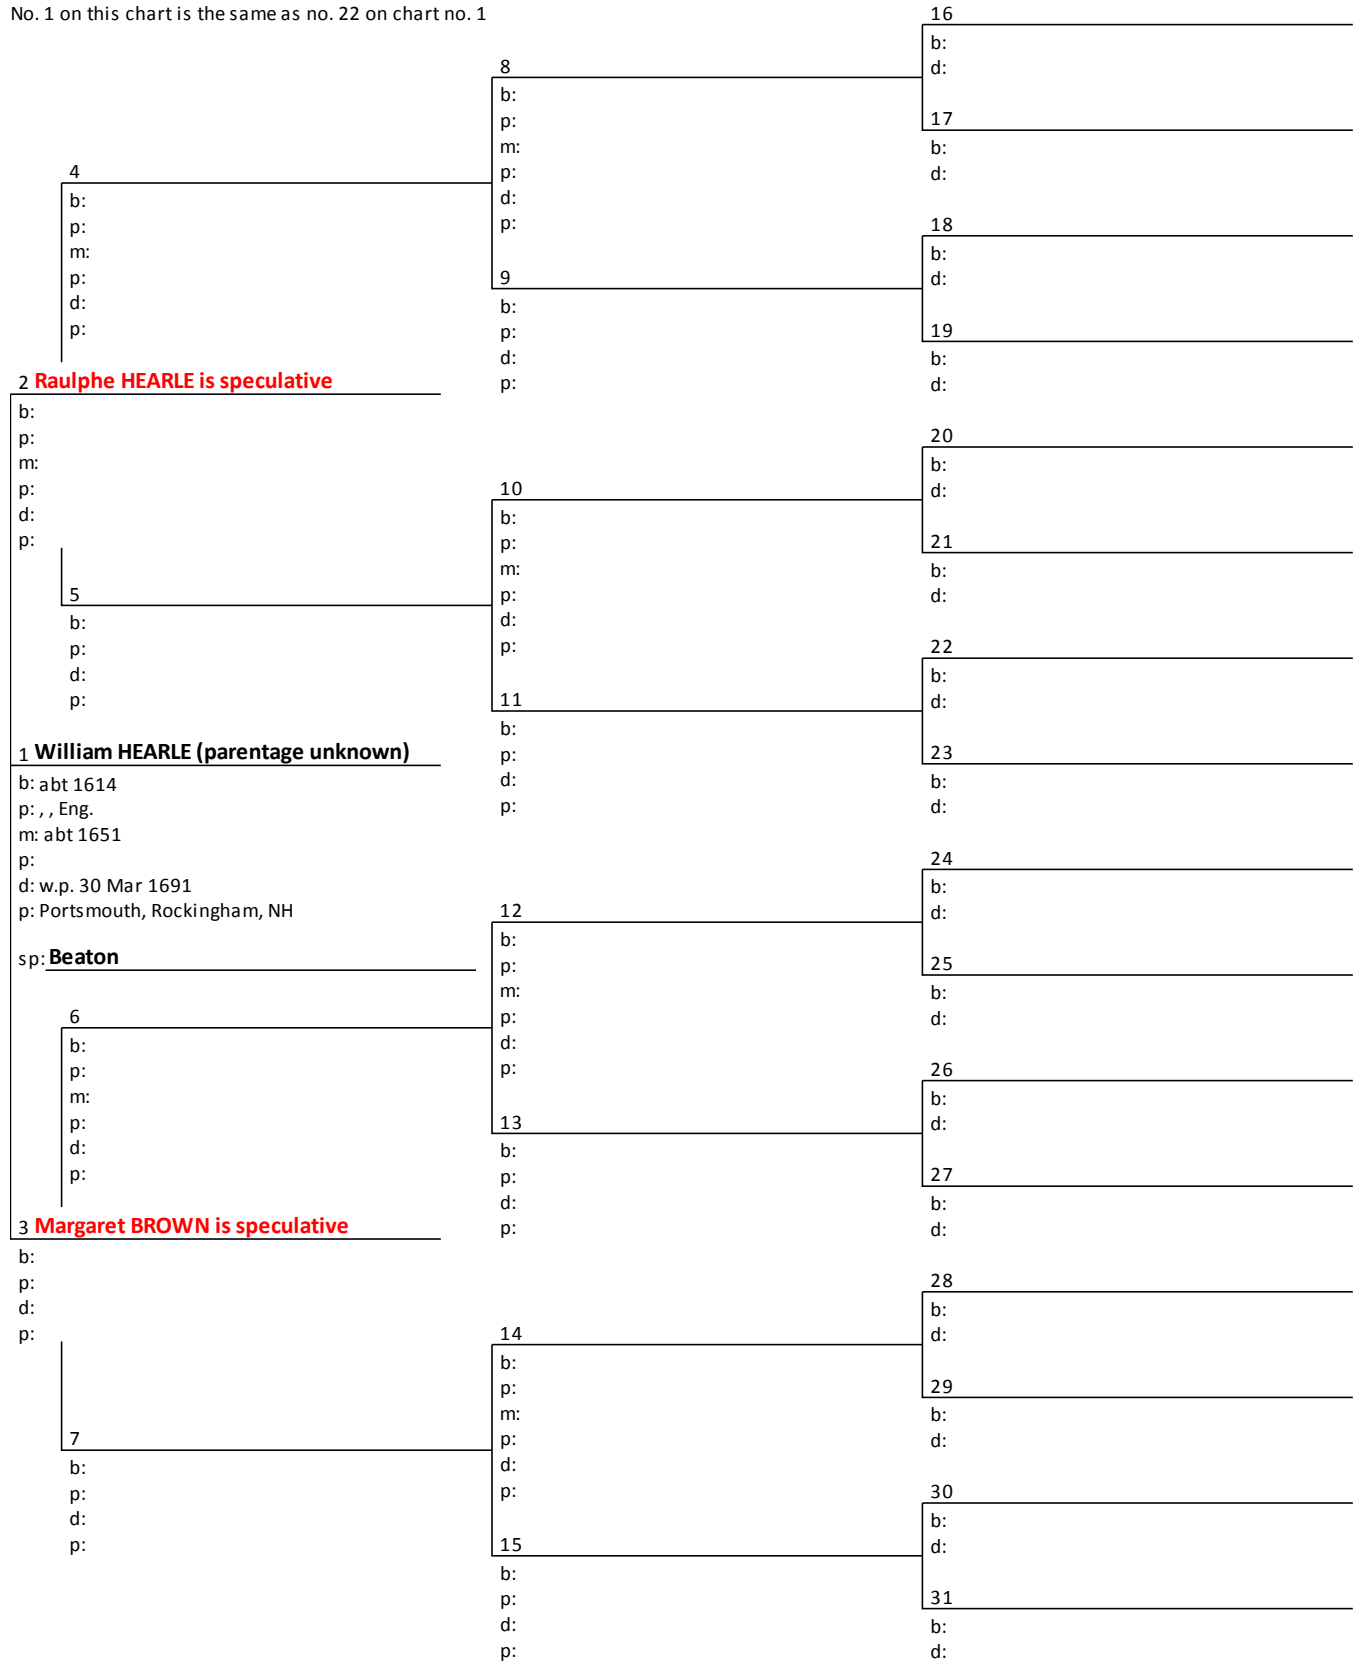 No. 1 on this chart is the same as no. 22 on chart no. 1
4
b:
p:
m:
p:
d:
p:
2 Raulphe HEARLE is speculative
b:
p:
m:
p:
d:
p:
5
b:
p:
d:
p:
1 William HEARLE (parentage unknown)
b: abt 1614
p: , , Eng.
m: abt 1651
p:
d: w.p. 30 Mar 1691
p: Portsmouth, Rockingham, NH
sp: Beaton
6
b:
p:
m:
p:
d:
p:
3 Margaret BROWN is speculative
b:
p:
d:
p:
7
b:
p:
d:
p:
8
b:
p:
m:
p:
d:
p:
9
b:
p:
d:
p:
10
b:
p:
m:
p:
d:
p:
11
b:
p:
d:
p:
12
b:
p:
m:
p:
d:
p:
13
b:
p:
d:
p:
14
b:
p:
m:
p:
d:
p:
15
b:
p:
d:
p:
16
b:
d:
17
b:
d:
18
b:
d:
19
b:
d:
20
b:
d:
21
b:
d:
22
b:
d:
23
b:
d:
24
b:
d:
25
b:
d:
26
b:
d:
27
b:
d:
28
b:
d:
29
b:
d:
30
b:
d:
31
b:
d: